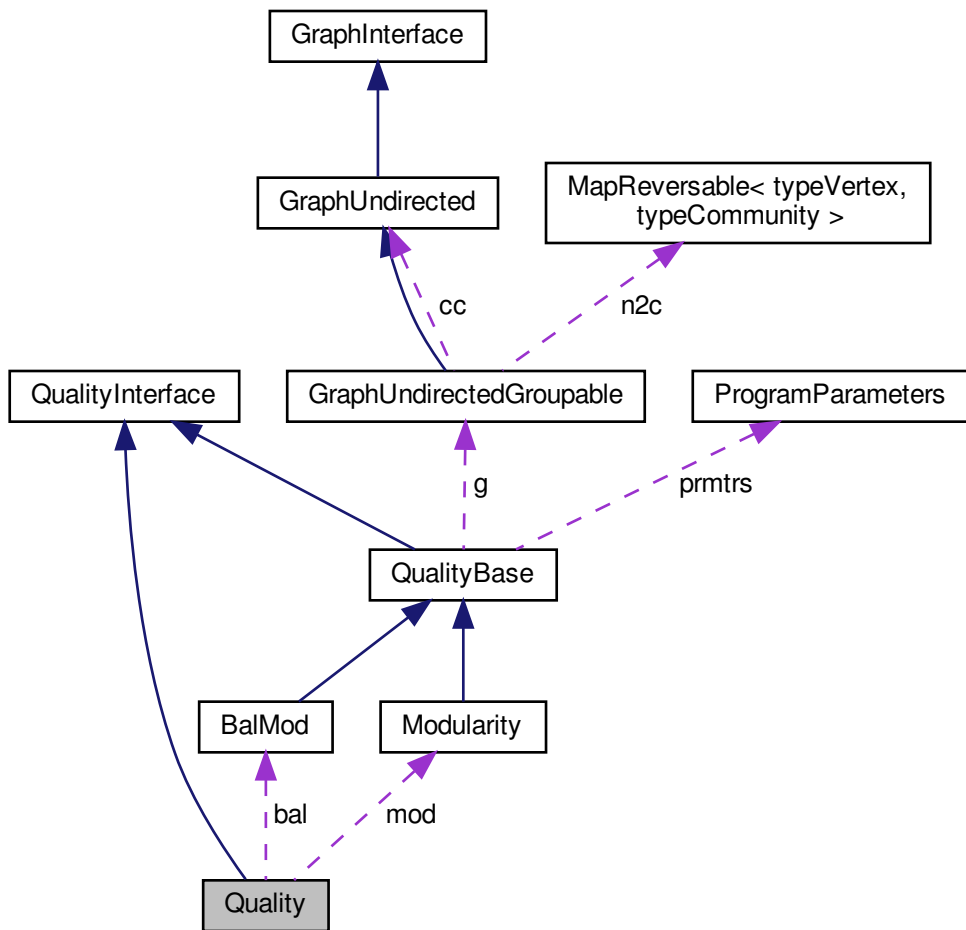 GraphInterface
GraphUndirected
MapReversable< typeVertex,
typeCommunity >
cc
n2c
QualityInterface
GraphUndirectedGroupable
ProgramParameters
g
prmtrs
QualityBase
BalMod
Modularity
bal
mod
Quality